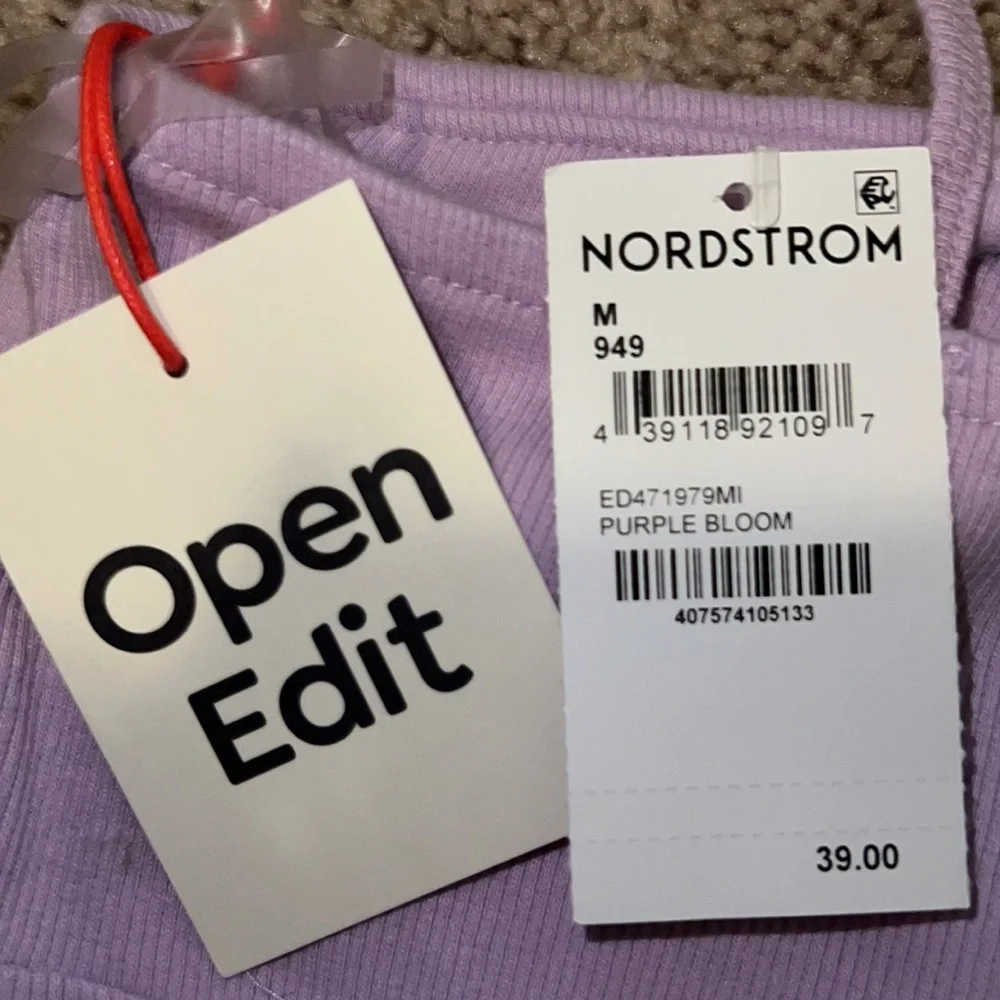 Open
Edit
NORDSTROM
M
949
4 39118 92109 7
ED471979MI
PURPLE BLOOM
407574105133
39.00